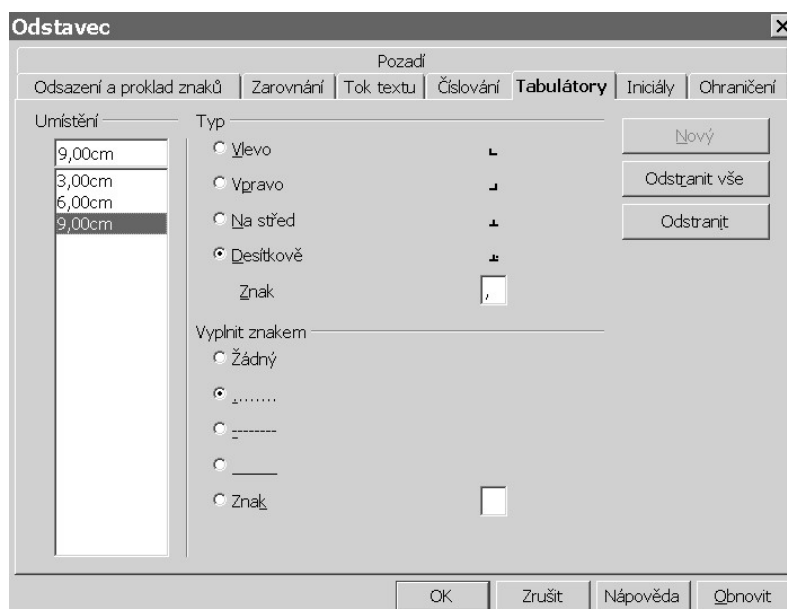 Odstavec
Pozadí
Odsazení a proklad znaků Zarovnání Tok textu Číslování Tabulátory Iniciály Ohraničení
Umístění
9,00cm
3,00cm
6,00cm
9,00cm
Typ
Vlevo
Vpravo
Na střed
Desítkově
Znak ,
Vyplnit znakem
Žádný
........
--------
______
Znak
Nový
Odstranit vše
Odstranit
OK Zrušit Nápověda Obnovit